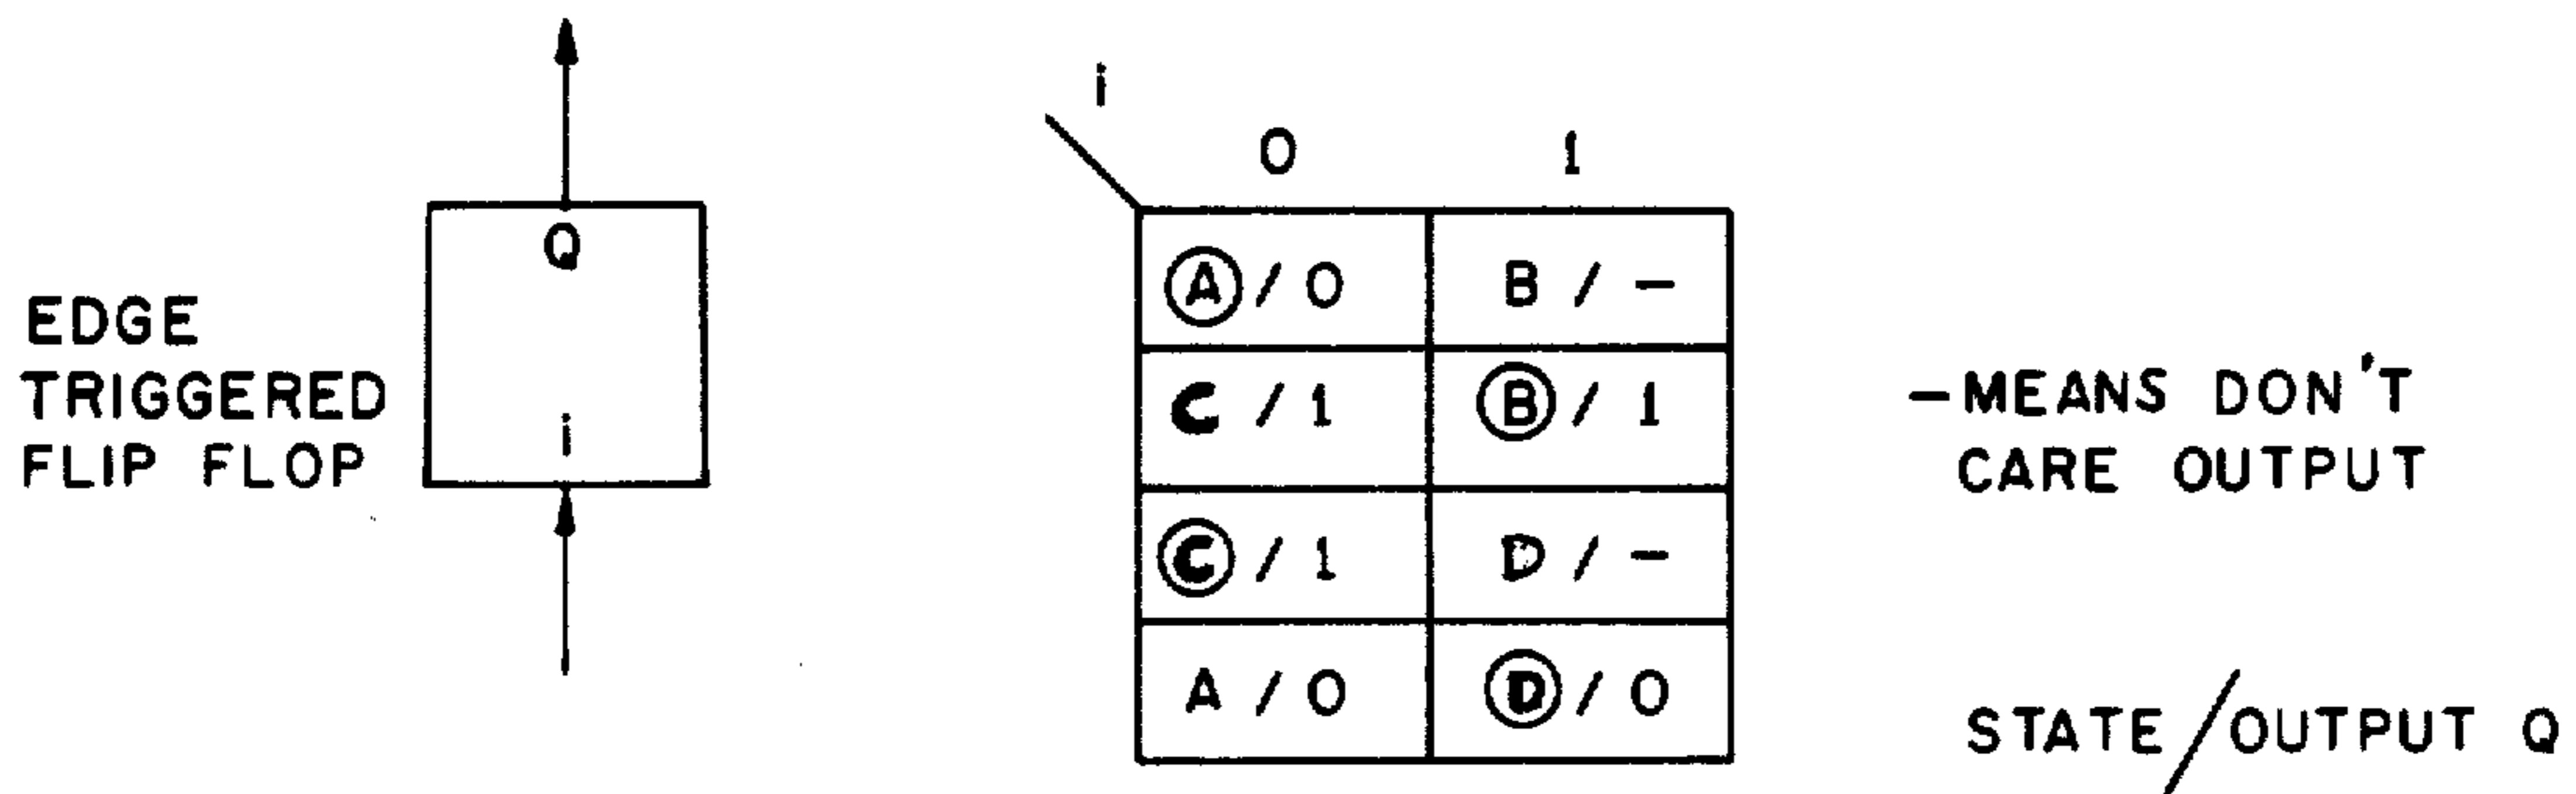 EDGE
TRIGGERED
FLIP FLOP
Q
i
i
0 1
A / 0 B / –
C / 1 B / 1
C / 1 D / –
A / 0 D / 0
– MEANS DON'T
CARE OUTPUT
STATE / OUTPUT Q